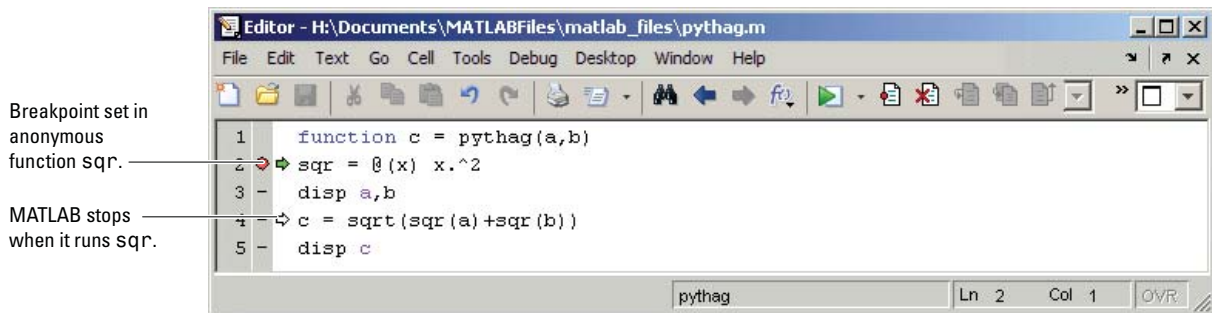 Editor - H:\Documents\MATLABFiles\matlab_files\pythag.m
File Edit Text Go Cell Tools Debug Desktop Window Help
Breakpoint set in
anonymous
function sqr.
MATLAB stops
when it runs sqr.
1 function c = pythag(a,b)
2 sqr = @(x) x.^2
3 - disp a,b
4 - c = sqrt(sqr(a)+sqr(b))
5 - disp c
pythag Ln 2 Col 1 OVR